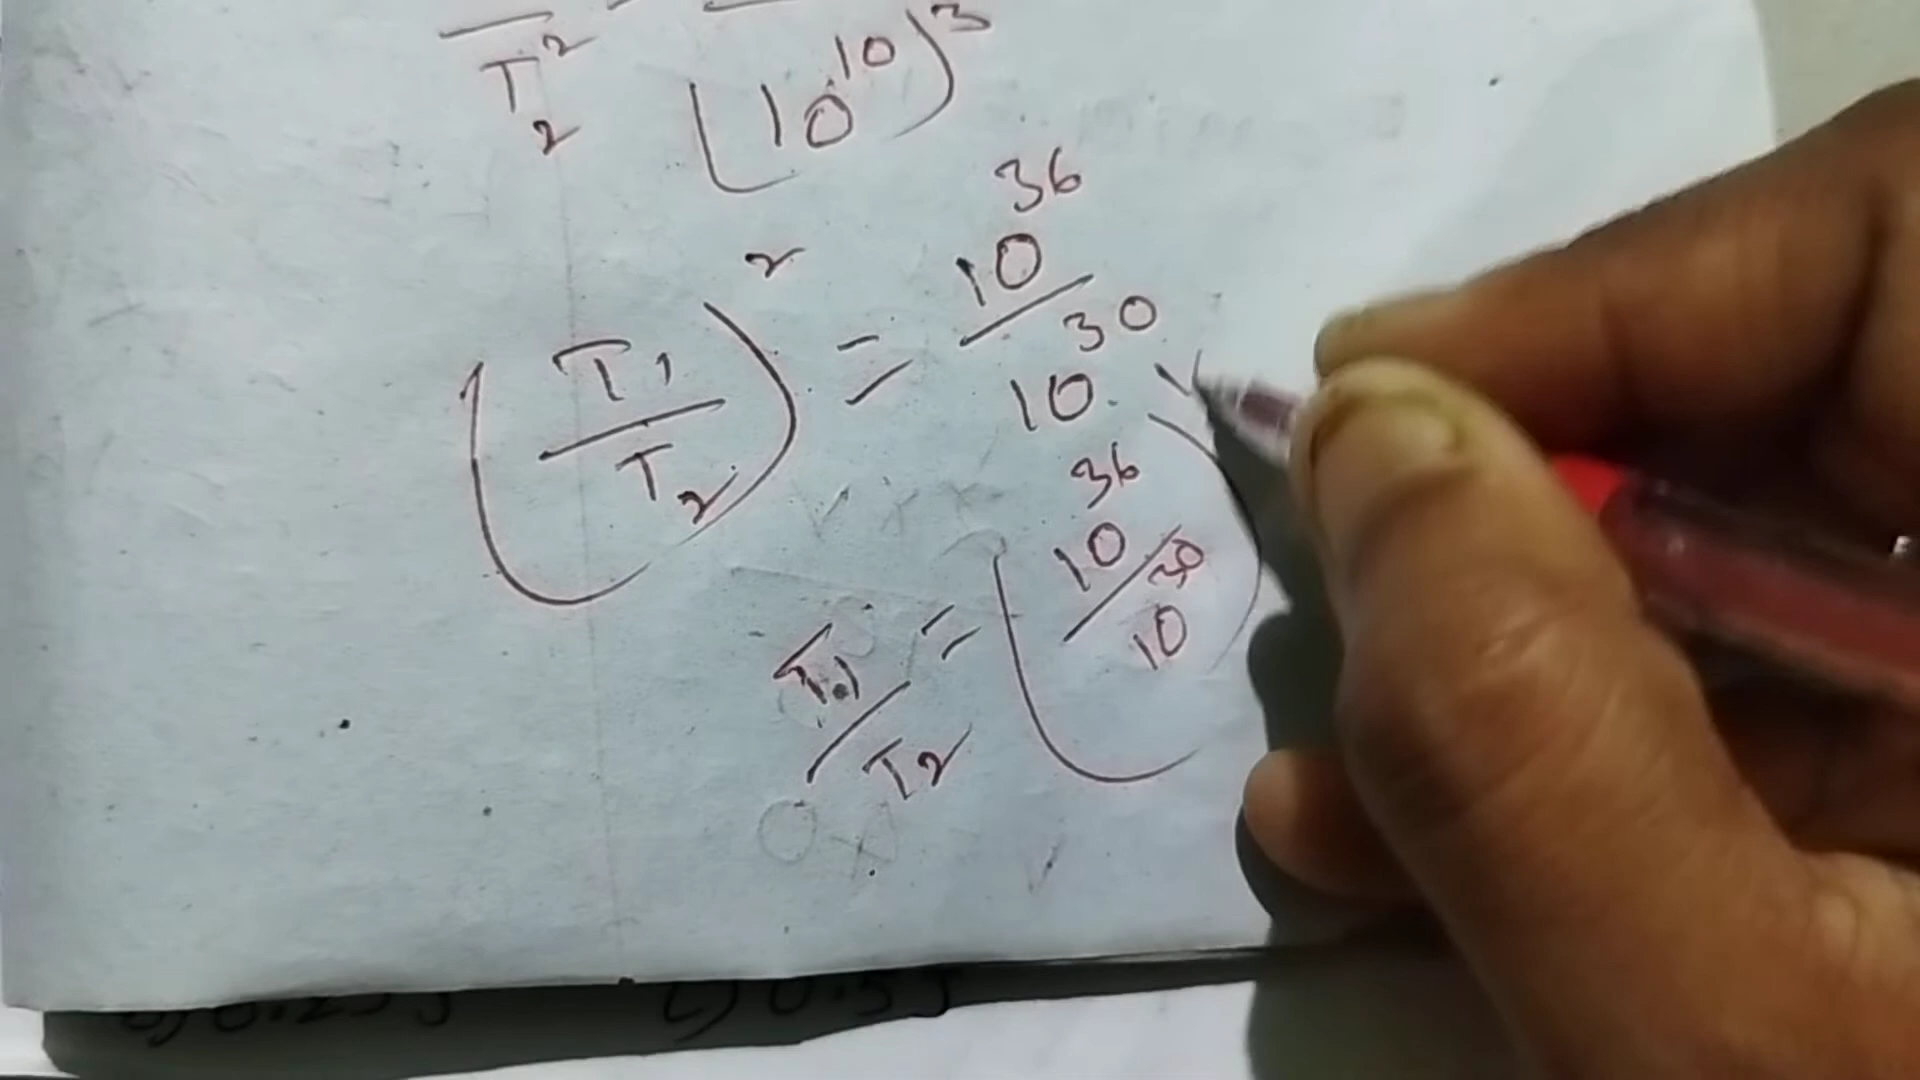 T₂² (10¹⁰)³
(T₁/T₂)² = 10³⁶/10³⁰
T₁/T₂ = (10³⁶/10³⁰)